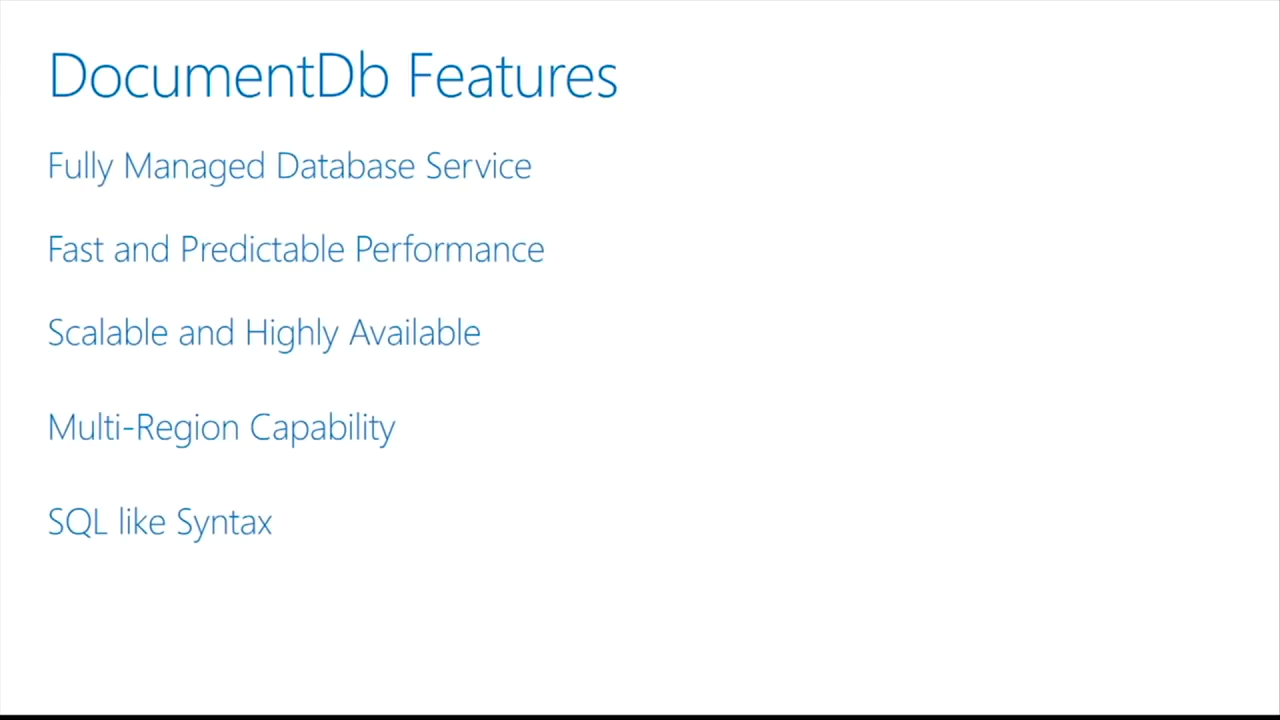 DocumentDb Features
Fully Managed Database Service
Fast and Predictable Performance
Scalable and Highly Available
Multi-Region Capability
SQL like Syntax